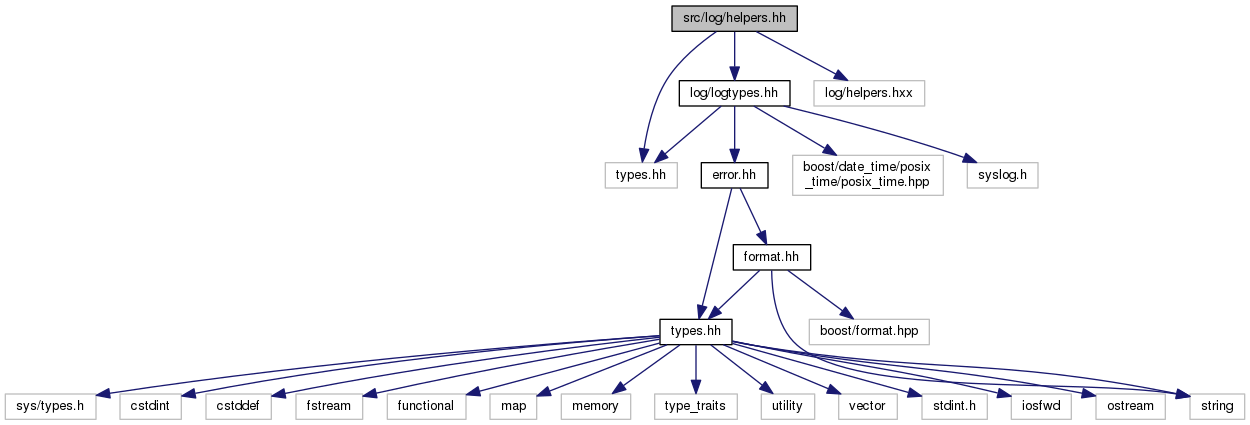 src/log/helpers.hh
log/logtypes.hh
log/helpers.hxx
types.hh
error.hh
boost/date_time/posix
_time/posix_time.hpp
syslog.h
format.hh
types.hh
boost/format.hpp
sys/types.h
cstdint
cstddef
fstream
functional
map
memory
type_traits
utility
vector
stdint.h
iosfwd
ostream
string